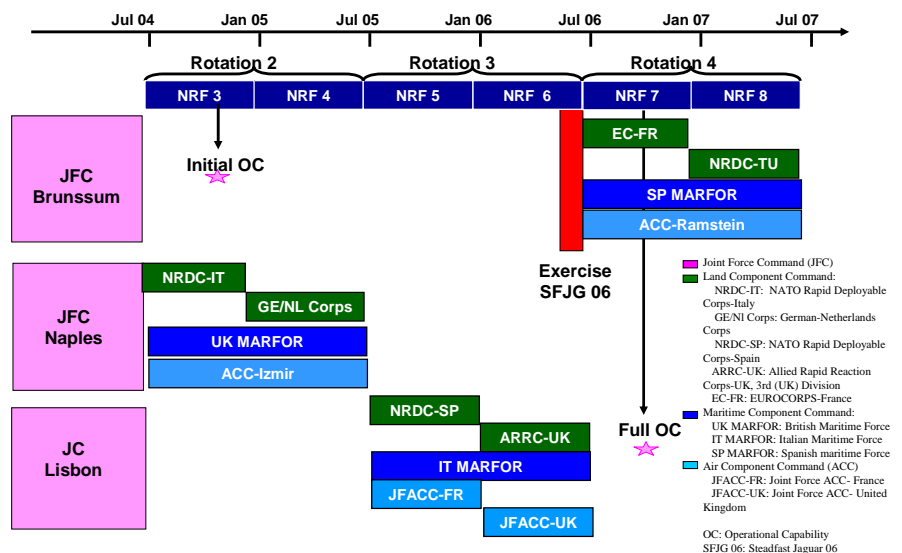 Jul 04 Jan 05 Jul 05 Jan 06 Jul 06 Jan 07 Jul 07
Rotation 2 Rotation 3 Rotation 4
NRF 3 NRF 4 NRF 5 NRF 6 NRF 7 NRF 8
JFC
Brunssum
Initial OC
EC-FR
NRDC-TU
SP MARFOR
ACC-Ramstein
Exercise
SFJG 06
JFC
Naples
NRDC-IT
GE/NL Corps
UK MARFOR
ACC-Izmir
JC
Lisbon
NRDC-SP
ARRC-UK
IT MARFOR
JFACC-FR
JFACC-UK
Full OC
Joint Force Command (JFC)
Land Component Command:
NRDC-IT: NATO Rapid Deployable
Corps-Italy
GE/Nl Corps: German-Netherlands
Corps
NRDC-SP: NATO Rapid Deployable
Corps-Spain
ARRC-UK: Allied Rapid Reaction
Corps-UK, 3rd (UK) Division
EC-FR: EUROCORPS-France
Maritime Component Command:
UK MARFOR: British Maritime Force
IT MARFOR: Italian Maritime Force
SP MARFOR: Spanish maritime Force
Air Component Command (ACC)
JFACC-FR: Joint Force ACC- France
JFACC-UK: Joint Force ACC- United
Kingdom
OC: Operational Capability
SFJG 06: Steadfast Jaguar 06